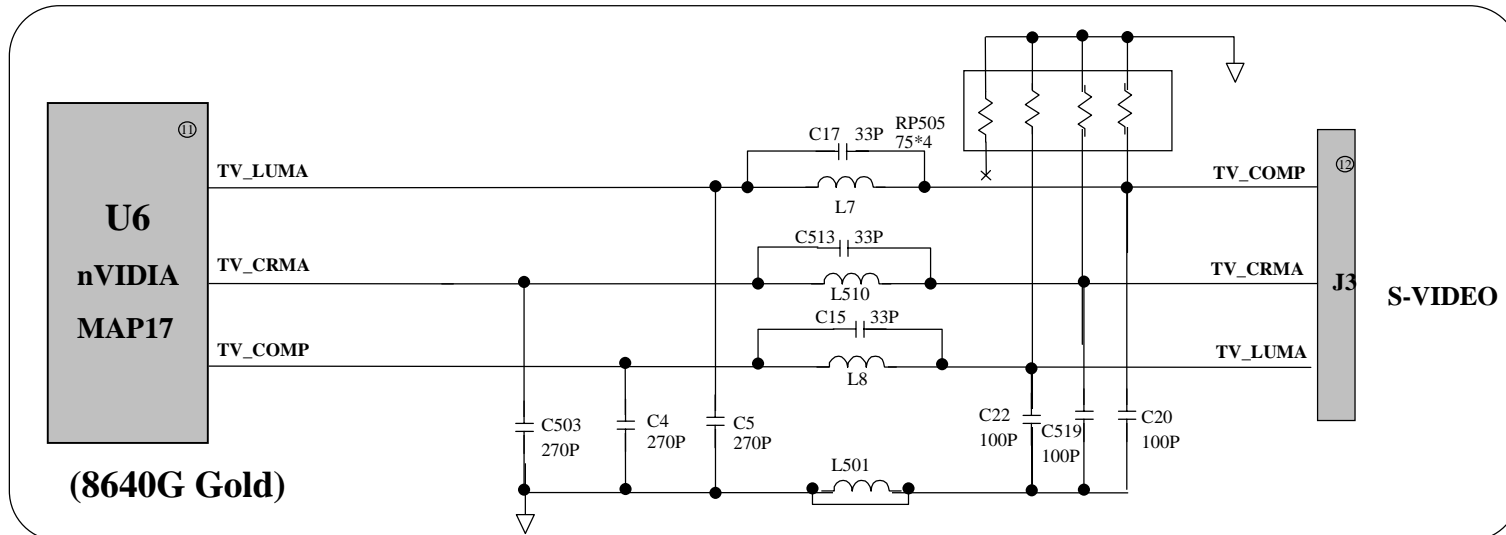 11
C17 33P RP505
75*4
TV_LUMA
TV_COMP
12
U6
L7
C513 33P
TV_CRMA
TV_CRMA
nVIDIA
J3
L510
S-VIDEO
C15 33P
MAP17
TV_COMP
TV_LUMA
L8
C503
270P
C4
270P
C5
270P
C22
100P
C519
100P
C20
100P
L501
(8640G Gold)